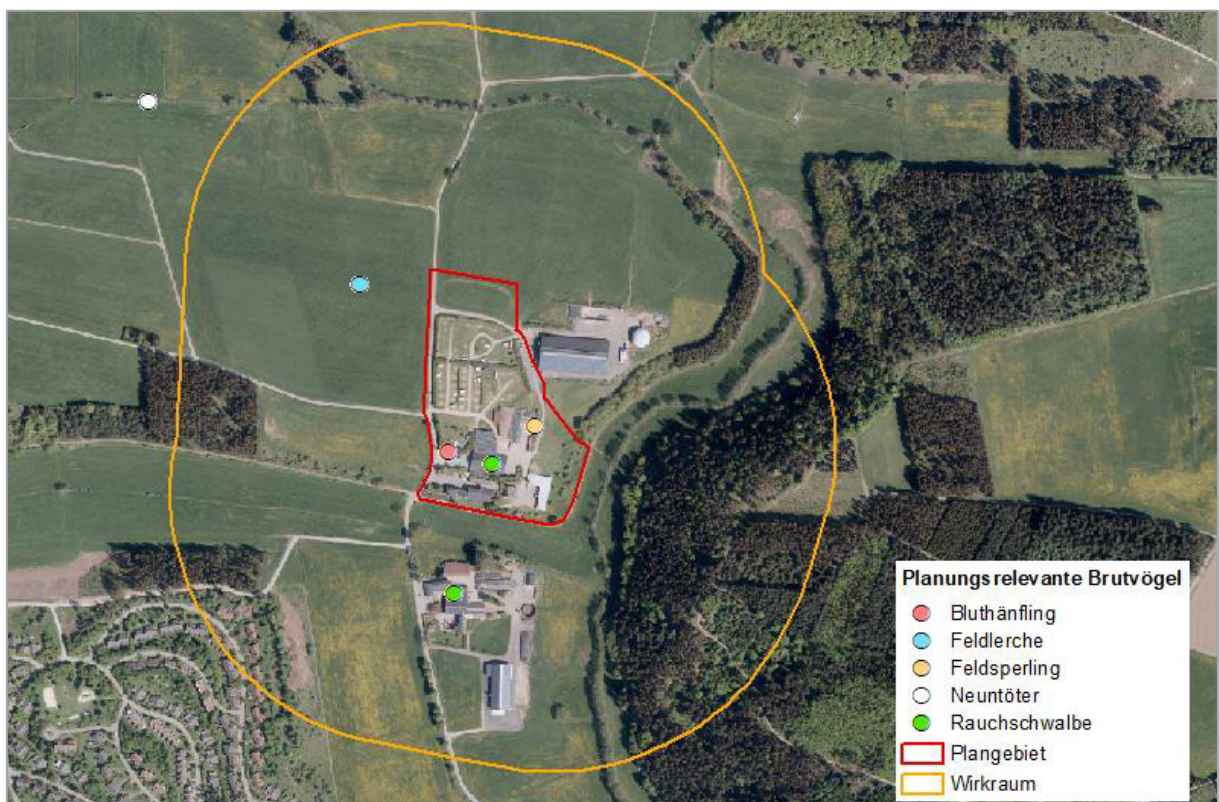 Planungsrelevante Brutvögel
Bluthänfling
Feldlerche
Feldsperling
Neuntöter
Rauchschwalbe
Plangebiet
Wirkraum